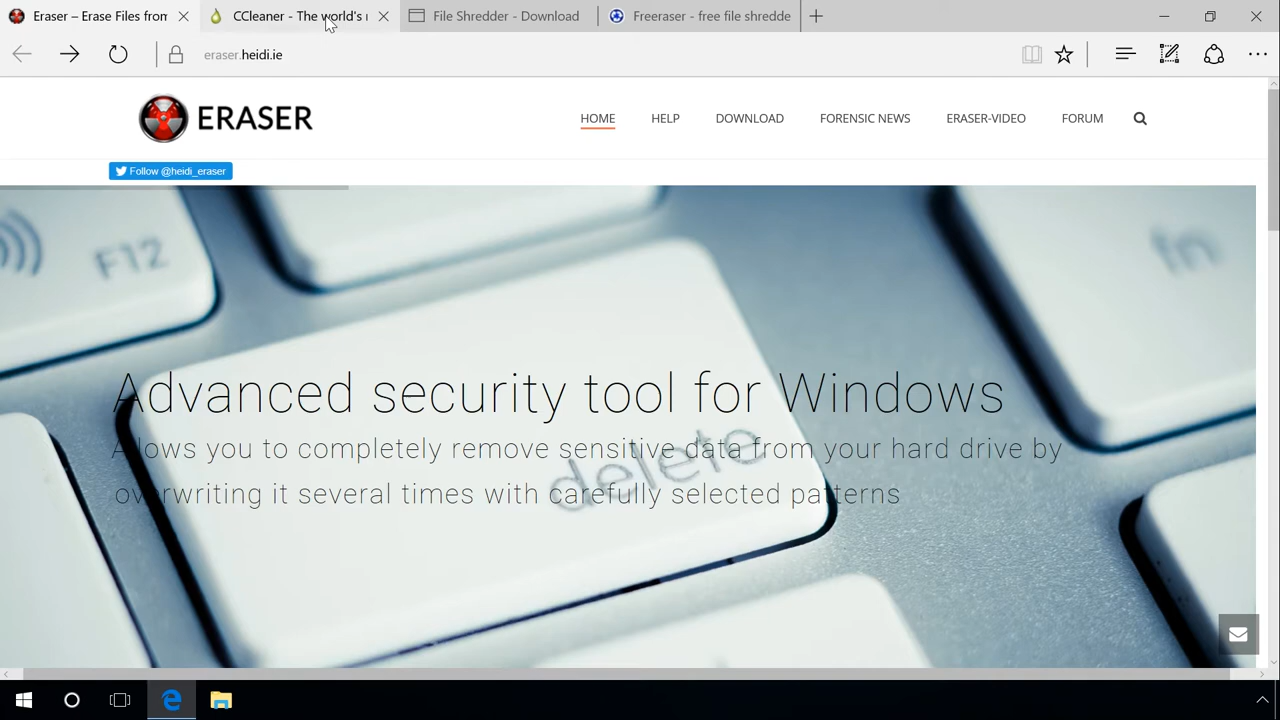 Eraser – Erase Files from
CCleaner - The world's
File Shredder - Download
Freeraser - free file shredde
eraser.heidi.ie
ERASER
HOME
HELP
DOWNLOAD
FORENSIC NEWS
ERASER-VIDEO
FORUM
Follow @heidi_eraser
F12
fn
Advanced security tool for Windows
Allows you to completely remove sensitive data from your hard drive by
overwriting it several times with carefully selected patterns
delete